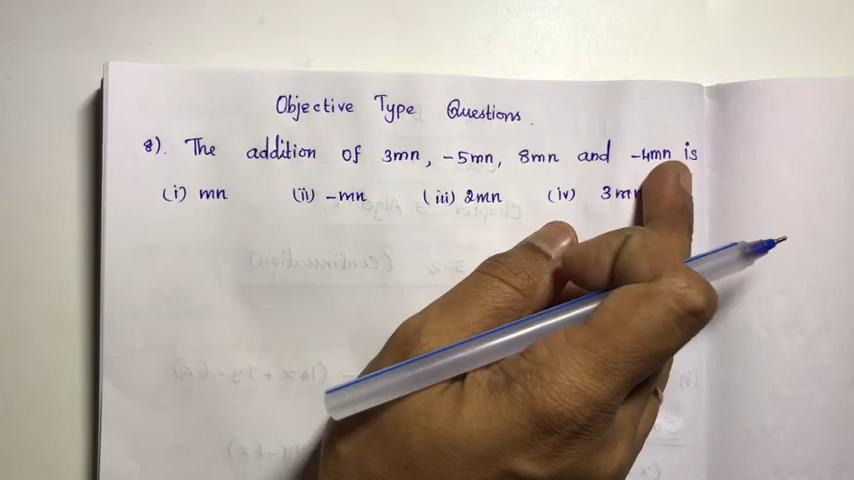 Objective Type Questions.
8). The addition of 3mn, -5mn, 8mn and -4mn is
(i) mn (ii) -mn (iii) 2mn (iv) 3mn